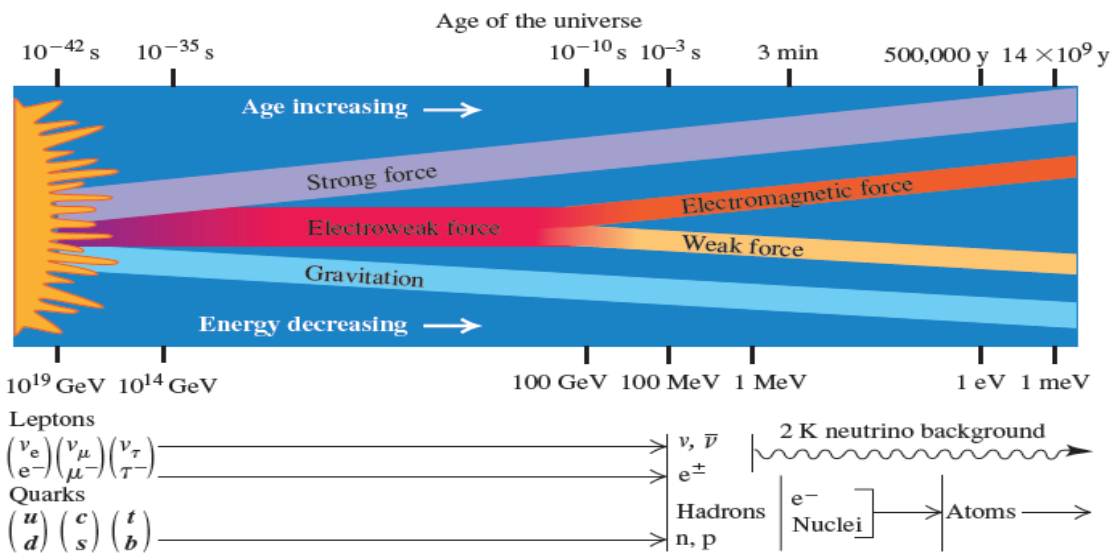 Age of the universe
10⁻⁴² s 10⁻³⁵ s 10⁻¹⁰ s 10⁻³ s 3 min 500,000 y 14 ×10⁹ y
Age increasing
Strong force
Electromagnetic force
Electroweak force
Weak force
Gravitation
Energy decreasing
10¹⁹ GeV 10¹⁴ GeV 100 GeV 100 MeV 1 MeV 1 eV 1 meV
Leptons
(νₑ e⁻) (ν_μ μ⁻) (ν_τ τ⁻)
ν, ν̅
2 K neutrino background
e±
Quarks
(u d) (c s) (t b)
Hadrons
n, p
e⁻
Nuclei
Atoms